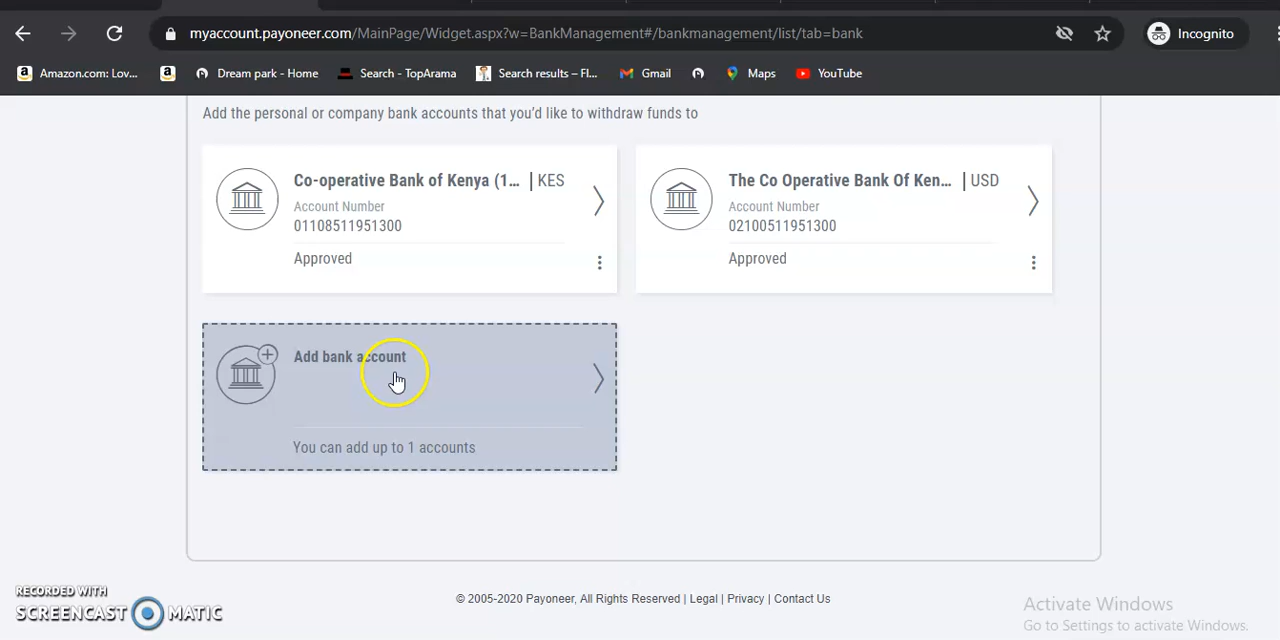 myaccount.payoneer.com/MainPage/Widget.aspx?w=BankManagement#/bankmanagement/list/tab=bank
Incognito
Amazon.com: Lov...
Dream park - Home
Search - TopArama
Search results – Fl...
Gmail
Maps
YouTube
Add the personal or company bank accounts that you'd like to withdraw funds to
Co-operative Bank of Kenya (1... | KES
Account Number
01108511951300
Approved
The Co Operative Bank Of Ken... | USD
Account Number
02100511951300
Approved
Add bank account
You can add up to 1 accounts
© 2005-2020 Payoneer, All Rights Reserved | Legal | Privacy | Contact Us
RECORDED WITH
SCREENCAST MATIC
Activate Windows
Go to Settings to activate Windows.